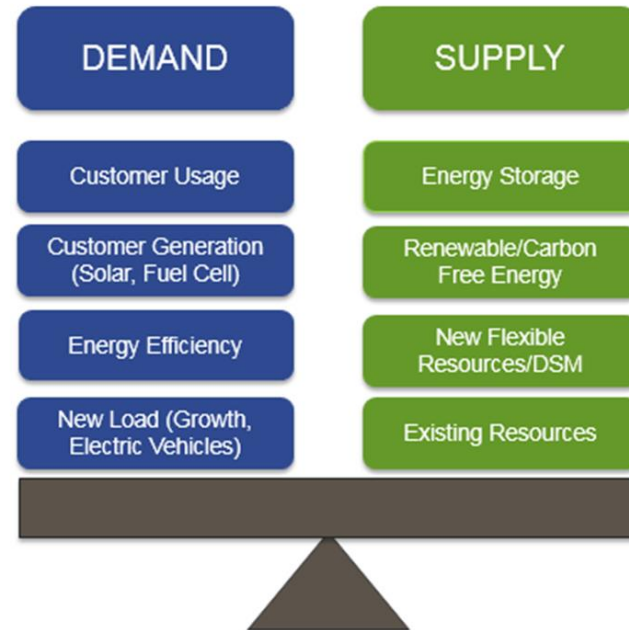 DEMAND
Customer Usage
Customer Generation
(Solar, Fuel Cell)
Energy Efficiency
New Load (Growth,
Electric Vehicles)
SUPPLY
Energy Storage
Renewable/Carbon
Free Energy
New Flexible
Resources/DSM
Existing Resources